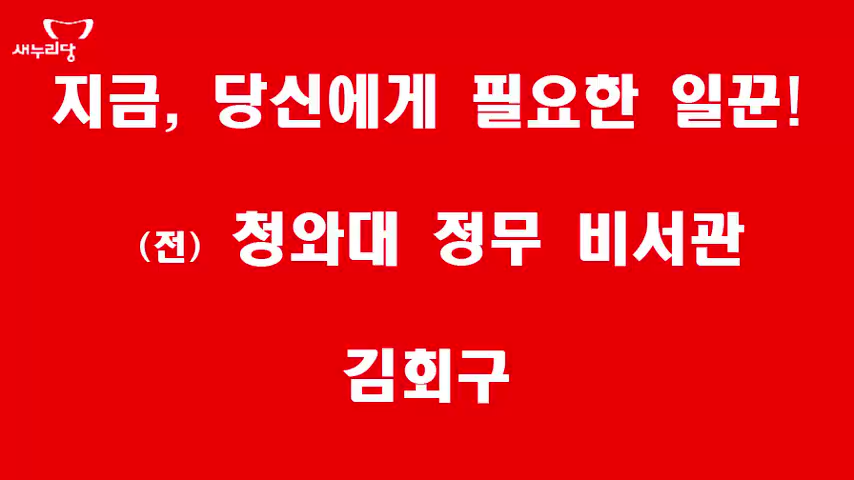 새누리당
지금, 당신에게 필요한 일꾼!
(전) 청와대 정무 비서관
김회구